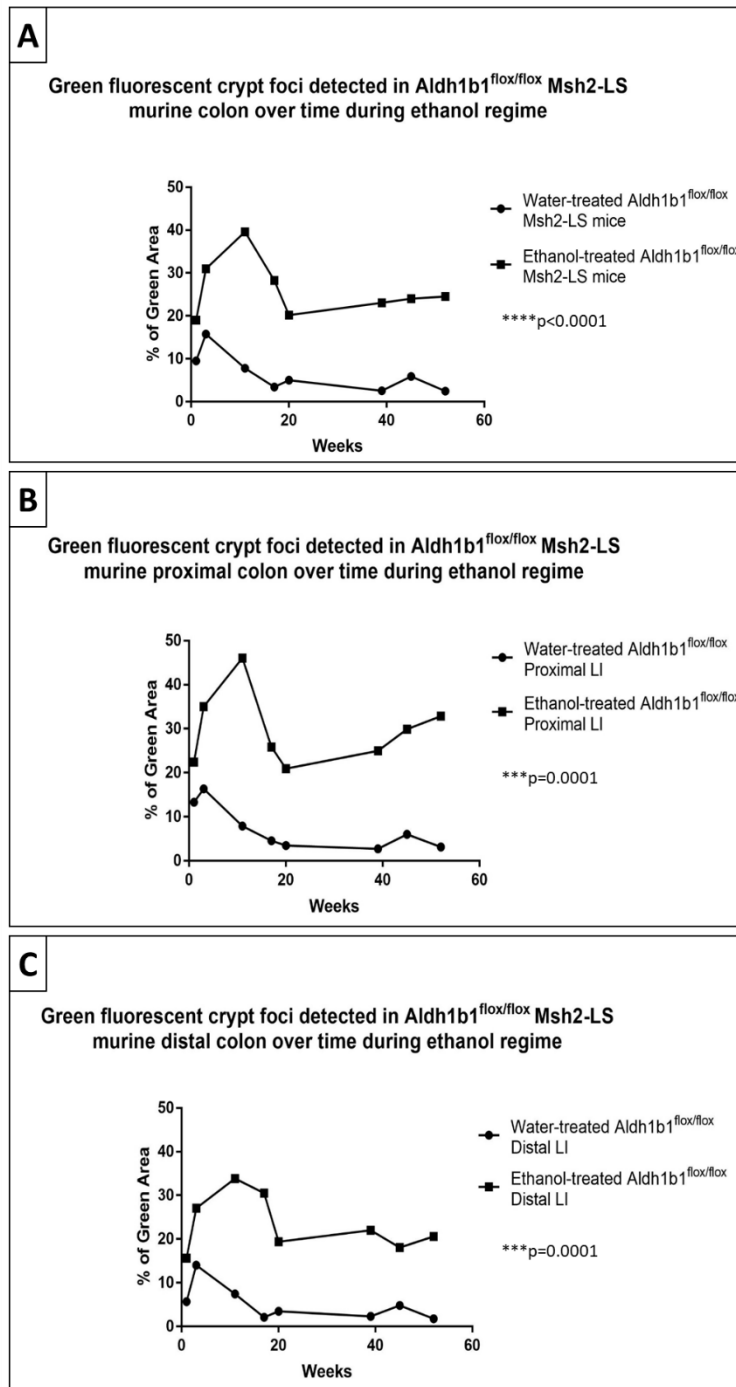 A
Green fluorescent crypt foci detected in Aldh1b1flox/flox Msh2-LS
murine colon over time during ethanol regime
50
40
30
20
10
0
% of Green Area
0 20 40 60
Weeks
Water-treated Aldh1b1flox/flox
Msh2-LS mice
Ethanol-treated Aldh1b1flox/flox
Msh2-LS mice
****p<0.0001
B
Green fluorescent crypt foci detected in Aldh1b1flox/flox Msh2-LS
murine proximal colon over time during ethanol regime
50
40
30
20
10
0
% of Green Area
0 20 40 60
Weeks
Water-treated Aldh1b1flox/flox
Proximal LI
Ethanol-treated Aldh1b1flox/flox
Proximal LI
***p=0.0001
C
Green fluorescent crypt foci detected in Aldh1b1flox/flox Msh2-LS
murine distal colon over time during ethanol regime
50
40
30
20
10
0
% of Green Area
0 20 40 60
Weeks
Water-treated Aldh1b1flox/flox
Distal LI
Ethanol-treated Aldh1b1flox/flox
Distal LI
***p=0.0001